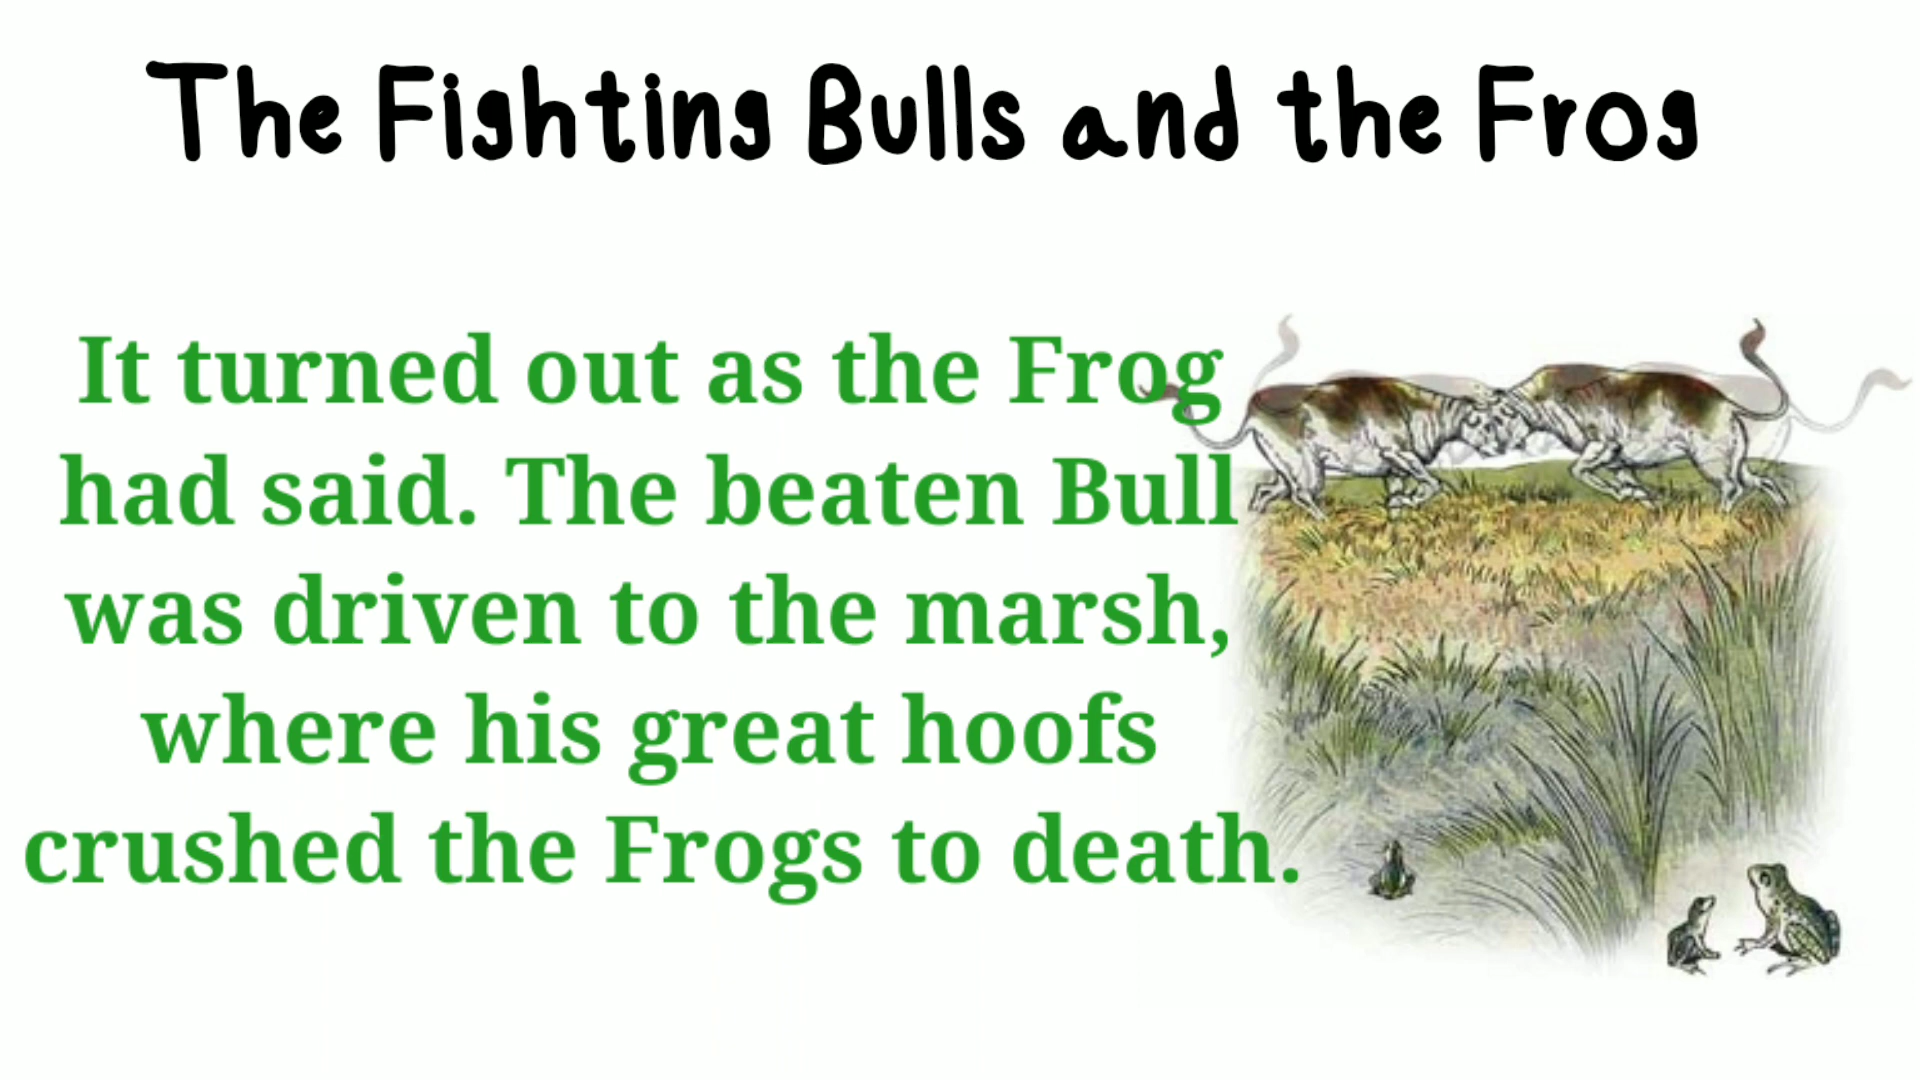 The Fighting Bulls and the Frog
It turned out as the Frog
had said. The beaten Bull
was driven to the marsh,
where his great hoofs
crushed the Frogs to death.